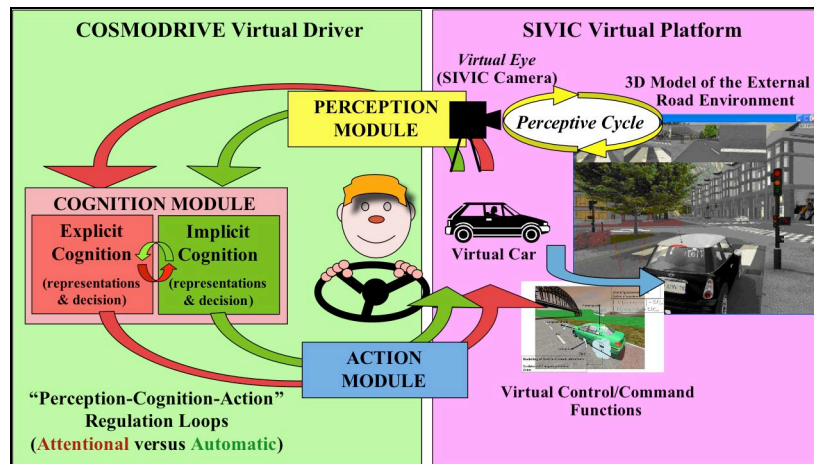 COSMODRIVE Virtual Driver
SIVIC Virtual Platform
Virtual Eye
(SIVIC Camera)
3D Model of the External
Road Environment
PERCEPTION
MODULE
Perceptive Cycle
COGNITION MODULE
Explicit
Cognition
(representations
& decision)
Implicit
Cognition
(representations
& decision)
Virtual Car
ACTION
MODULE
“Perception-Cognition-Action”
Regulation Loops
(Attentional versus Automatic)
Virtual Control/Command
Functions